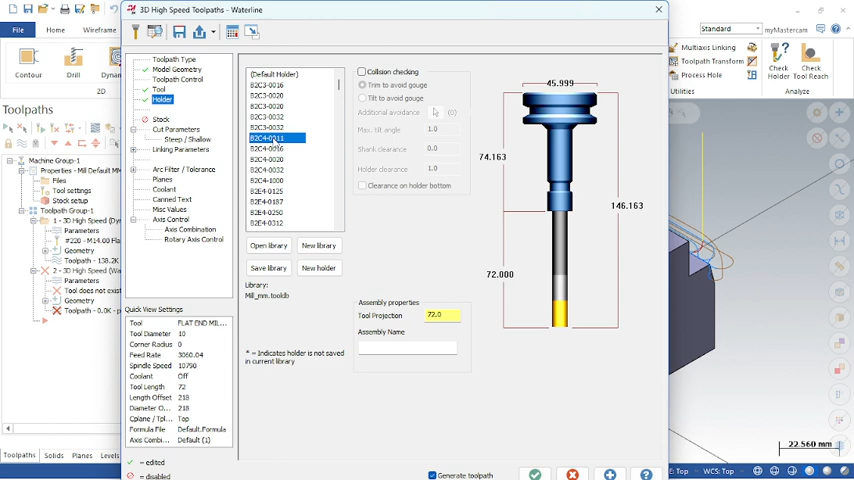 3D High Speed Toolpaths - Waterline
File
Home
Wireframe
Standard
myMastercam
Contour
Drill
Dynam
2D
Multiaxis Linking
Toolpath Transform
Process Hole
Utilities
Check Holder
Check Tool Reach
Analyze
Toolpaths
Machine Group-1
Properties - Mill Default MM
Files
Tool settings
Stock setup
Toolpath Group-1
1 - 3D High Speed (Dyn
Parameters
#220 - M14.00 Fla
Geometry
Toolpath - 138.2K
2 - 3D High Speed (Wa
Parameters
Tool does not exist
Geometry
Toolpath - 0.0K - p
Toolpaths
Solids
Planes
Levels
Toolpath Type
Model Geometry
Toolpath Control
Tool
Holder
Stock
Cut Parameters
Steep / Shallow
Linking Parameters
Arc Filter / Tolerance
Planes
Coolant
Canned Text
Misc Values
Axis Control
Axis Combination
Rotary Axis Control
Quick View Settings
Tool FLAT END MIL...
Tool Diameter 10
Corner Radius 0
Feed Rate 3060.04
Spindle Speed 10790
Coolant Off
Tool Length 72
Length Offset 218
Diameter O... 218
Cplane / Tpl... Top
Formula File Default.Formula
Axis Combi... Default (1)
= edited
= disabled
(Default Holder)
B2C3-0016
B2C3-0020
B2C3-0020
B2C3-0032
B2C3-0032
B2C4-0011
B2C4-0016
B2C4-0020
B2C4-0032
B2C4-1000
B2E4-0125
B2E4-0187
B2E4-0250
B2E4-0312
Open library
New library
Save library
New holder
Library:
Mill_mm.tooldb
* = Indicates holder is not saved
in current library
Collision checking
Trim to avoid gouge
Tilt to avoid gouge
Additional avoidance
(0)
Max. tilt angle 1.0
Shank clearance 0.0
Holder clearance 1.0
Clearance on holder bottom
Assembly properties
Tool Projection 72.0
Assembly Name
45.999
74.163
146.163
72.000
Generate toolpath
22.560 mm
E: Top
WCS: Top